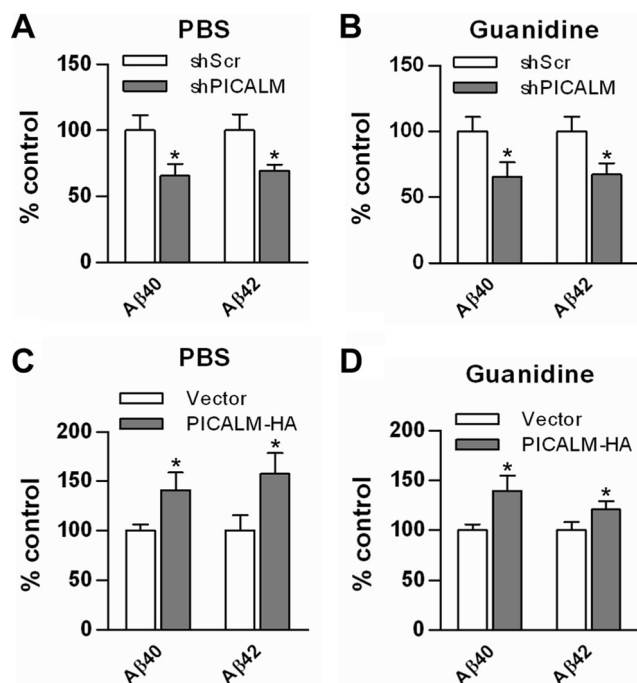 A
PBS
shScr
shPICALM
% control
150
100
50
0
*
*
Aβ40
Aβ42
B
Guanidine
shScr
shPICALM
% control
150
100
50
0
*
*
Aβ40
Aβ42
C
PBS
Vector
PICALM-HA
% control
200
150
100
50
0
*
*
Aβ40
Aβ42
D
Guanidine
Vector
PICALM-HA
% control
200
150
100
50
0
*
*
Aβ40
Aβ42